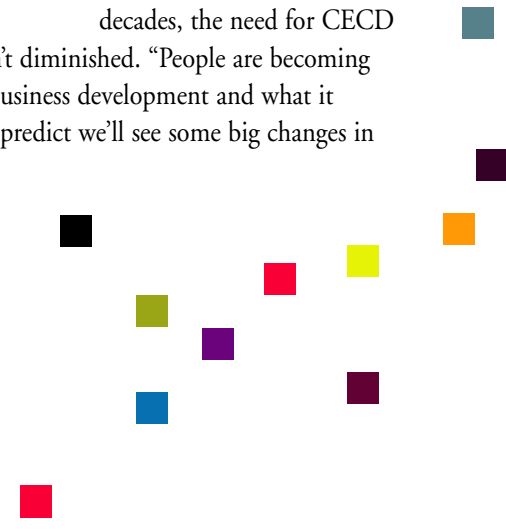 decades, the need for CECD
’t diminished. “People are becoming
usiness development and what it
predict we’ll see some big changes in